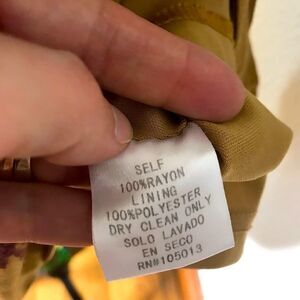 SELF
100%RAYON
LINING
100%POLYESTER
DRY CLEAN ONLY
SOLO LAVADO
EN SECO
RN#105013